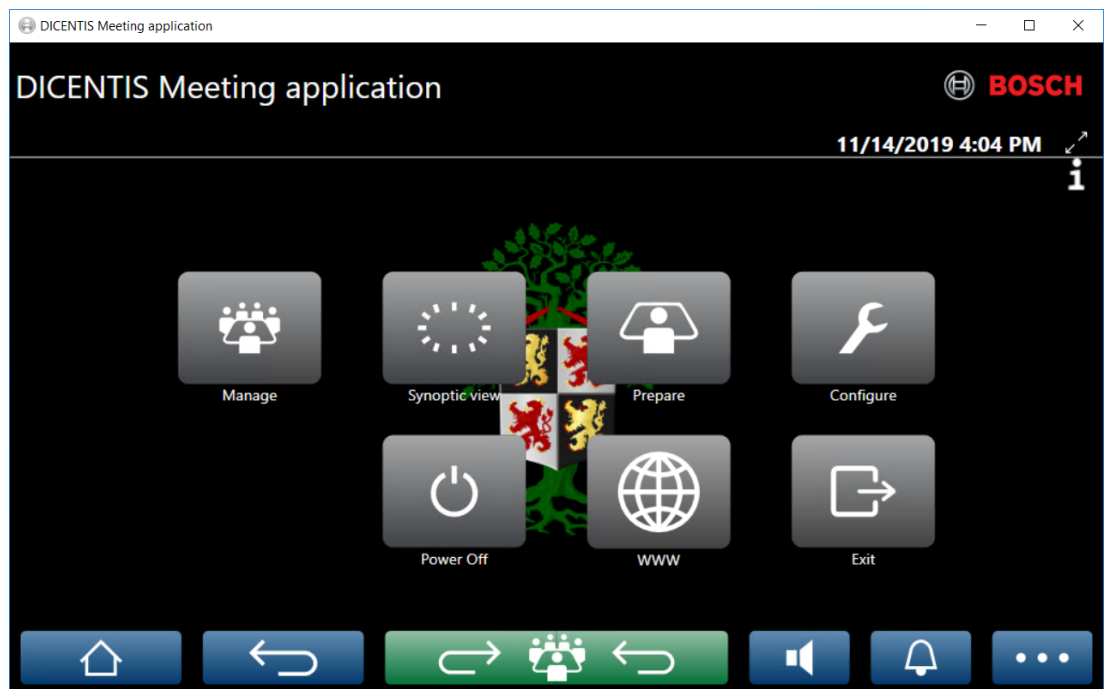 DICENTIS Meeting application
DICENTIS Meeting application
BOSCH
11/14/2019 4:04 PM
i
Manage
Synoptic view
Prepare
Configure
Power Off
WWW
Exit